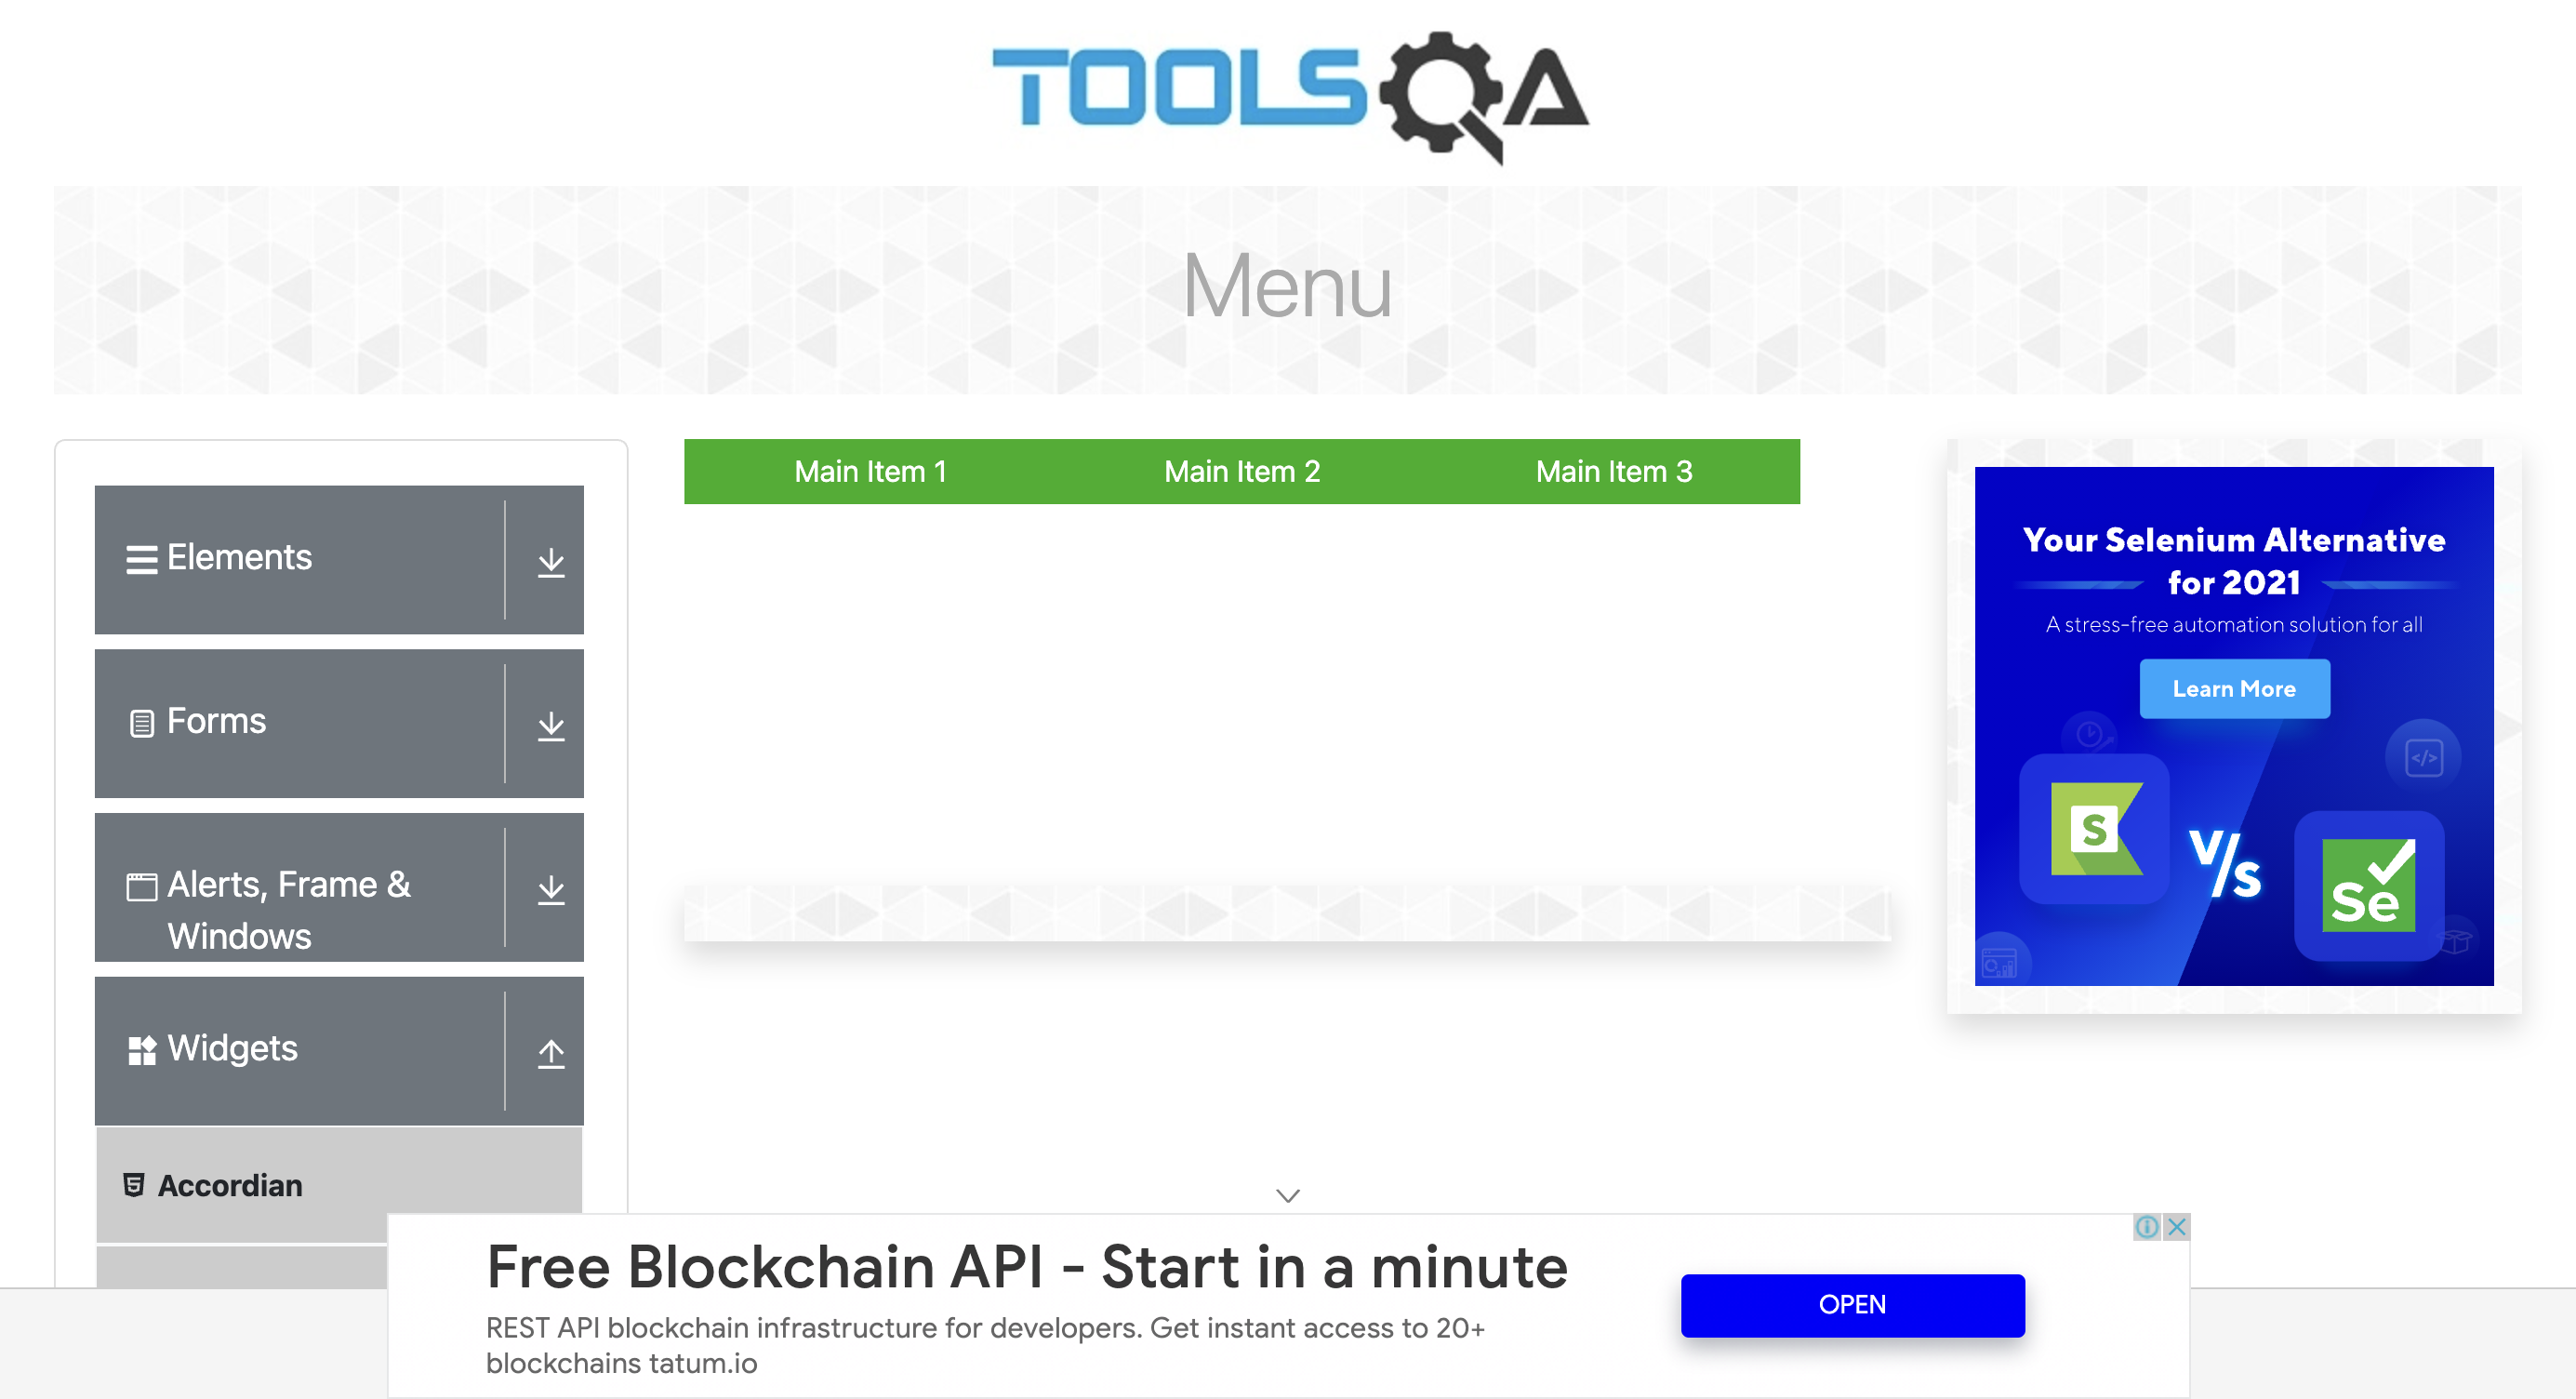 TOOLSQA
Menu
Main Item 1 Main Item 2 Main Item 3
Elements
Forms
Alerts, Frame &
Windows
Widgets
Accordian
Your Selenium Alternative
for 2021
A stress-free automation solution for all
Learn More
S
V/s
Se
</>
Free Blockchain API - Start in a minute
REST API blockchain infrastructure for developers. Get instant access to 20+
blockchains tatum.io
OPEN